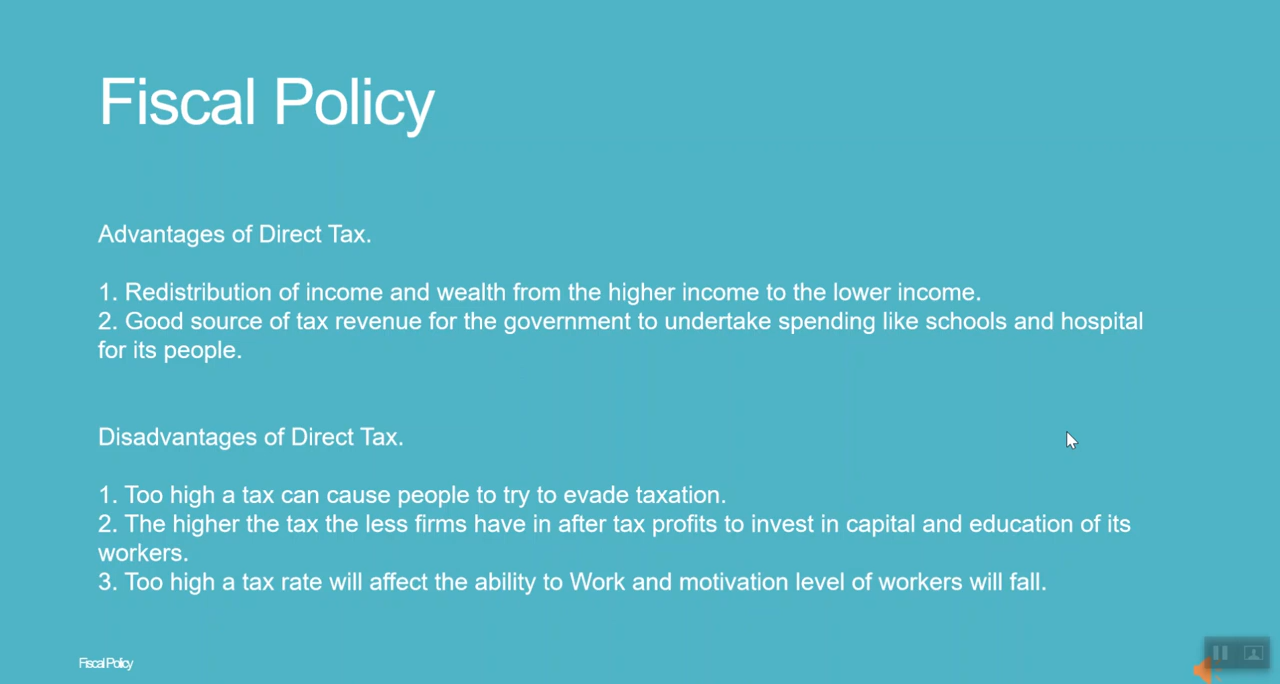 Fiscal Policy
Advantages of Direct Tax.
1. Redistribution of income and wealth from the higher income to the lower income.
2. Good source of tax revenue for the government to undertake spending like schools and hospital
for its people.
Disadvantages of Direct Tax.
1. Too high a tax can cause people to try to evade taxation.
2. The higher the tax the less firms have in after tax profits to invest in capital and education of its
workers.
3. Too high a tax rate will affect the ability to Work and motivation level of workers will fall.
Fiscal Policy